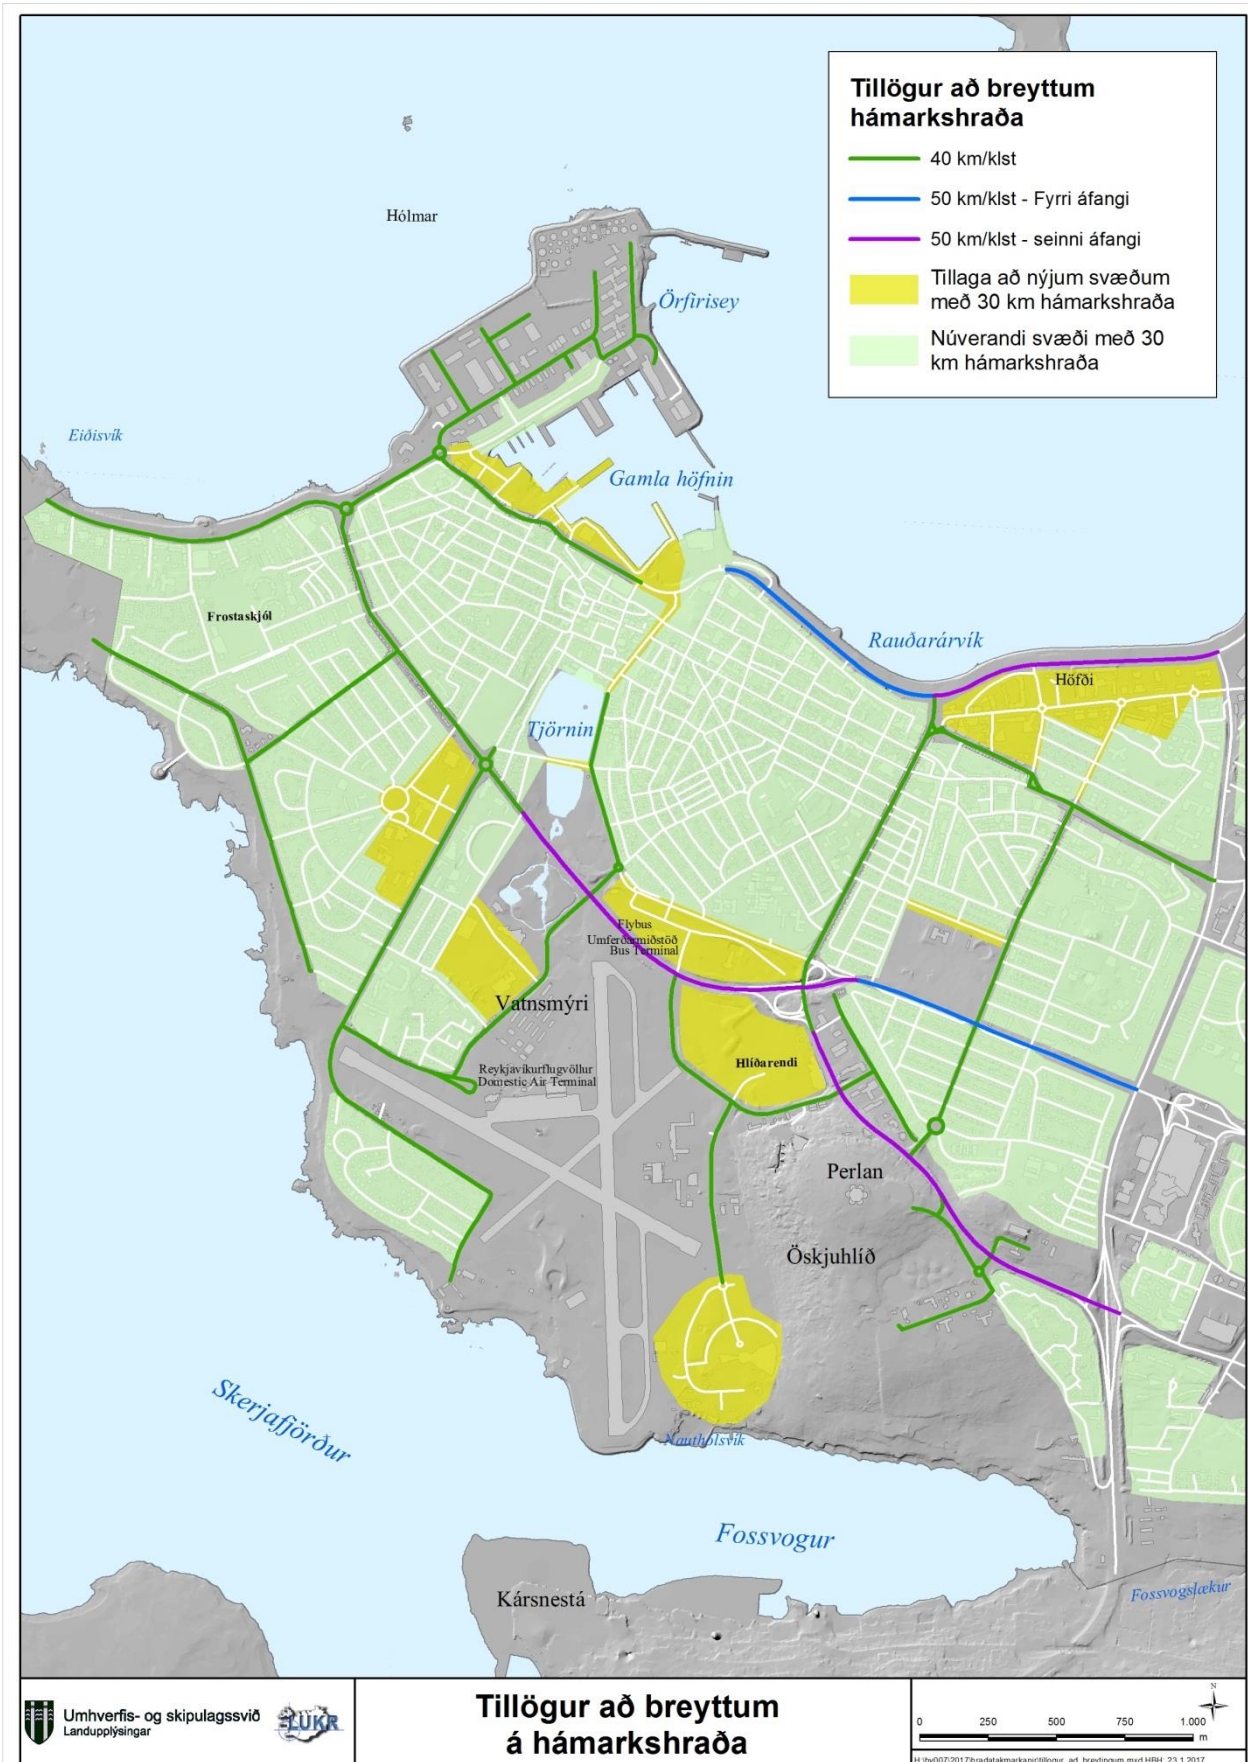 Tillögur að breyttum
hámarkshraða
40 km/klst
50 km/klst - Fyrri áfangi
50 km/klst - seinni áfangi
Tillaga að nýjum svæðum
með 30 km hámarkshraða
Núverandi svæði með 30
km hámarkshraða
Hólmar
Örfirisey
Eiðisvík
Gamla höfnin
Frostaskjól
Rauðarárvík
Höfði
Tjörnin
Flybus
Umferðarmiðstöð
Bus Terminal
Vatnsmýri
Hlíðarendi
Reykjavíkurflugvöllur
Domestic Air Terminal
Perlan
Öskjuhlíð
Skerjafjörður
Nauthólsvík
Fossvogur
Kársnestá
Fossvogslækur
Umhverfis- og skipulagssvið
Landupplýsingar
LUKR
Tillögur að breyttum
á hámarkshraða
N
0 250 500 750 1.000
m